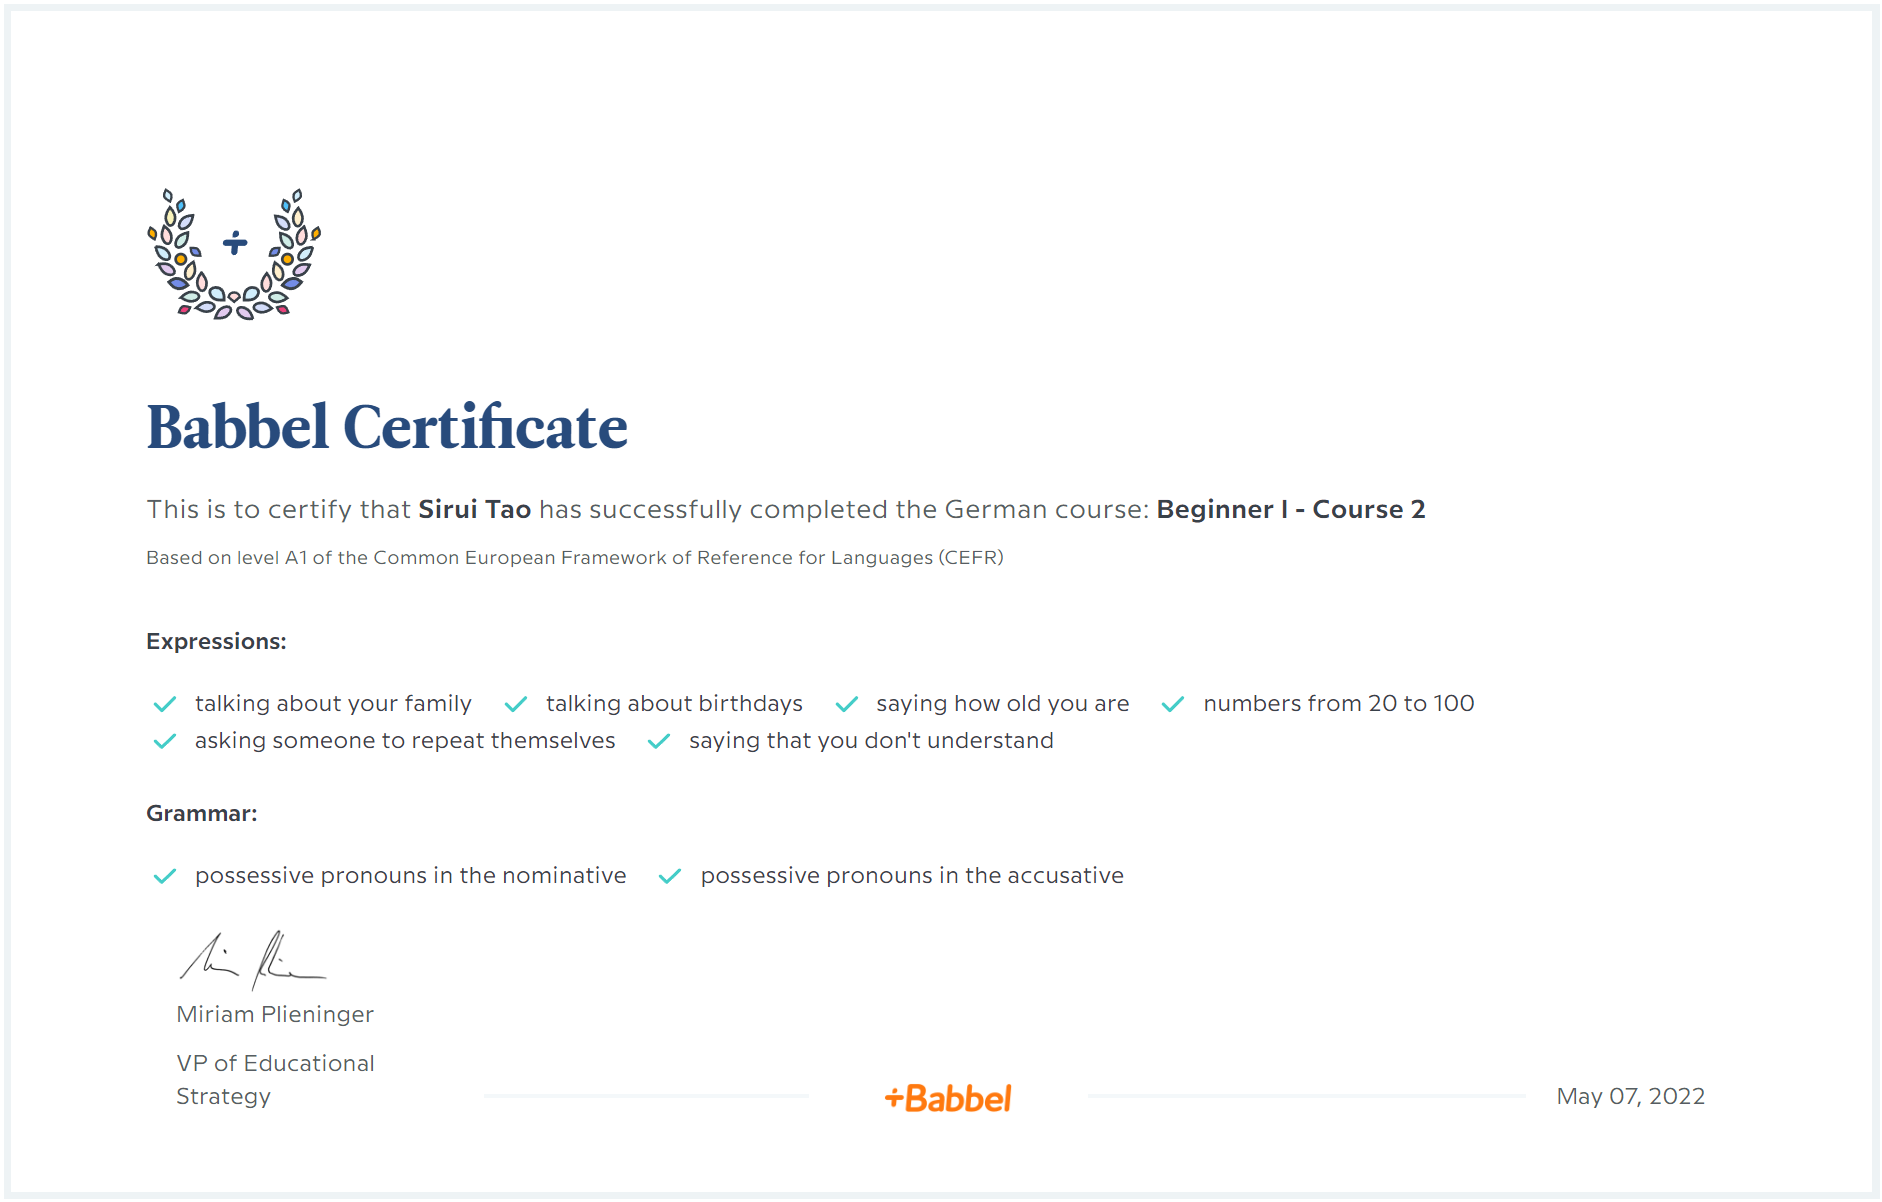 Babbel Certificate
This is to certify that Sirui Tao has successfully completed the German course: Beginner I - Course 2
Based on level A1 of the Common European Framework of Reference for Languages (CEFR)
Expressions:
talking about your family talking about birthdays saying how old you are numbers from 20 to 100
asking someone to repeat themselves saying that you don't understand
Grammar:
possessive pronouns in the nominative possessive pronouns in the accusative
Miriam Plieninger
VP of Educational
Strategy
+Babbel
May 07, 2022